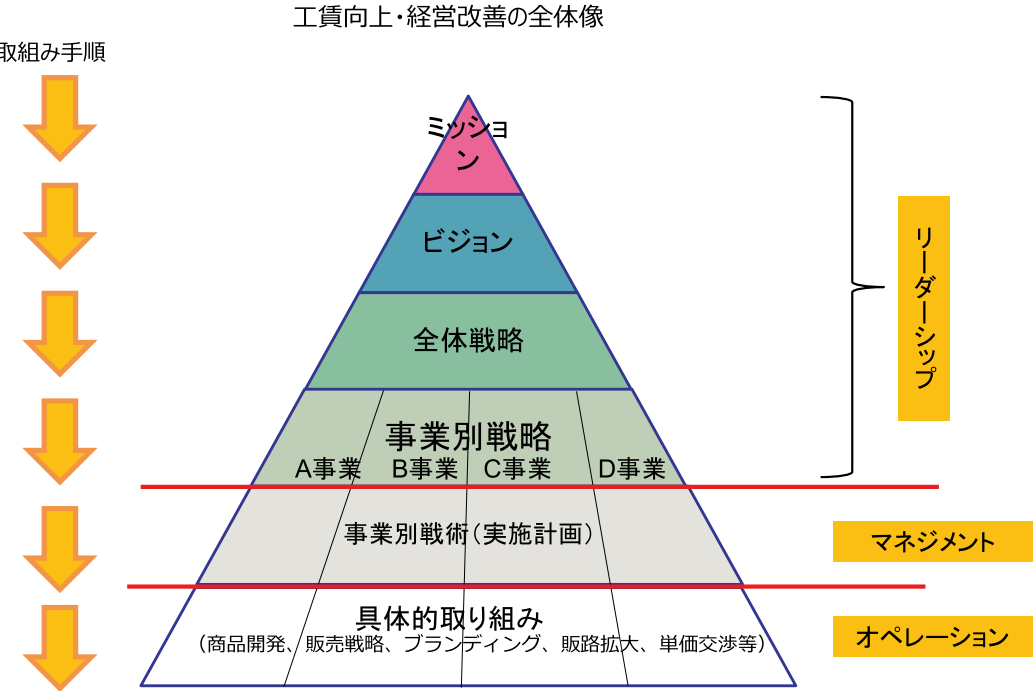 工賃向上・経営改善の全体像
取組み手順
ミッショ
ン
ビジョン
全体戦略
事業別戦略
A事業 B事業 C事業 D事業
事業別戦術（実施計画）
具体的取り組み
（商品開発、販売戦略、ブランディング、販路拡大、単価交渉等）
リーダーシップ
マネジメント
オペレーション